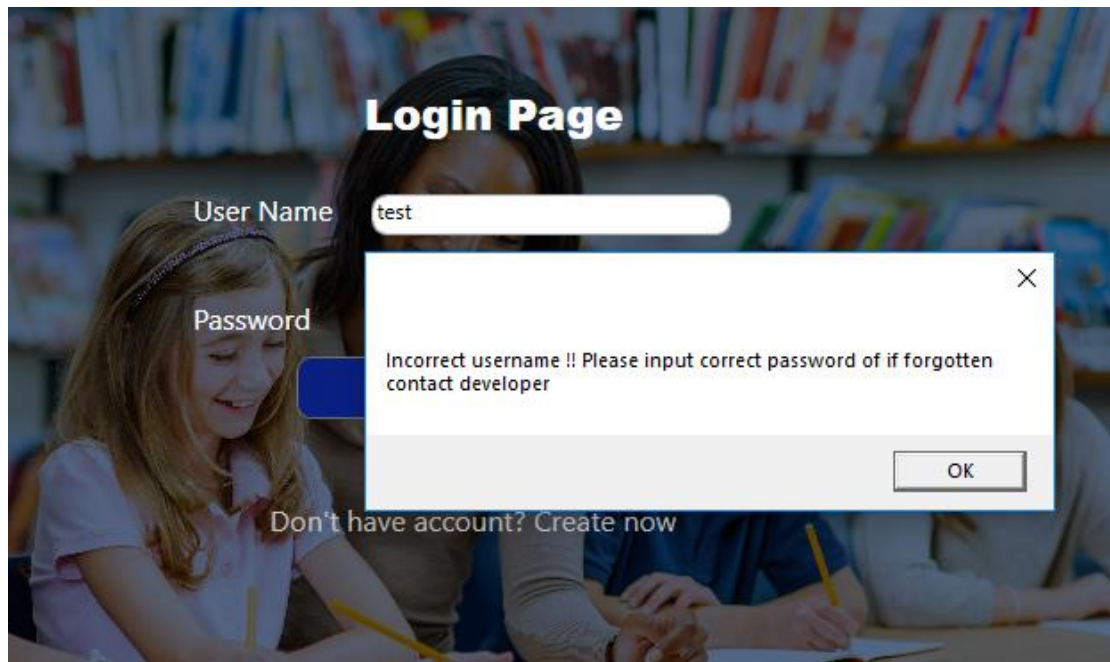 Login Page
User Name
test
Password
Incorrect username !! Please input correct password of if forgotten
contact developer
OK
Don't have account? Create now